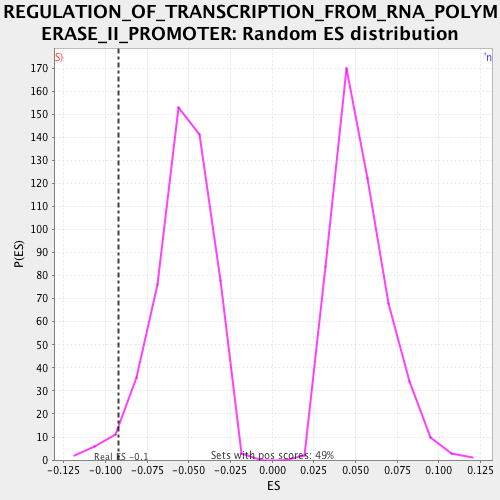 REGULATION_OF_TRANSCRIPTION_FROM_RNA_POLYM
ERASE_II_PROMOTER: Random ES distribution
S)
'n
170
160
150
140
130
120
110
100
90
80
70
60
50
40
30
20
10
0
P(ES)
Real ES -0.1
Sets with pos scores: 49%
-0.125 -0.100 -0.075 -0.050 -0.025 0.000 0.025 0.050 0.075 0.100 0.125
ES